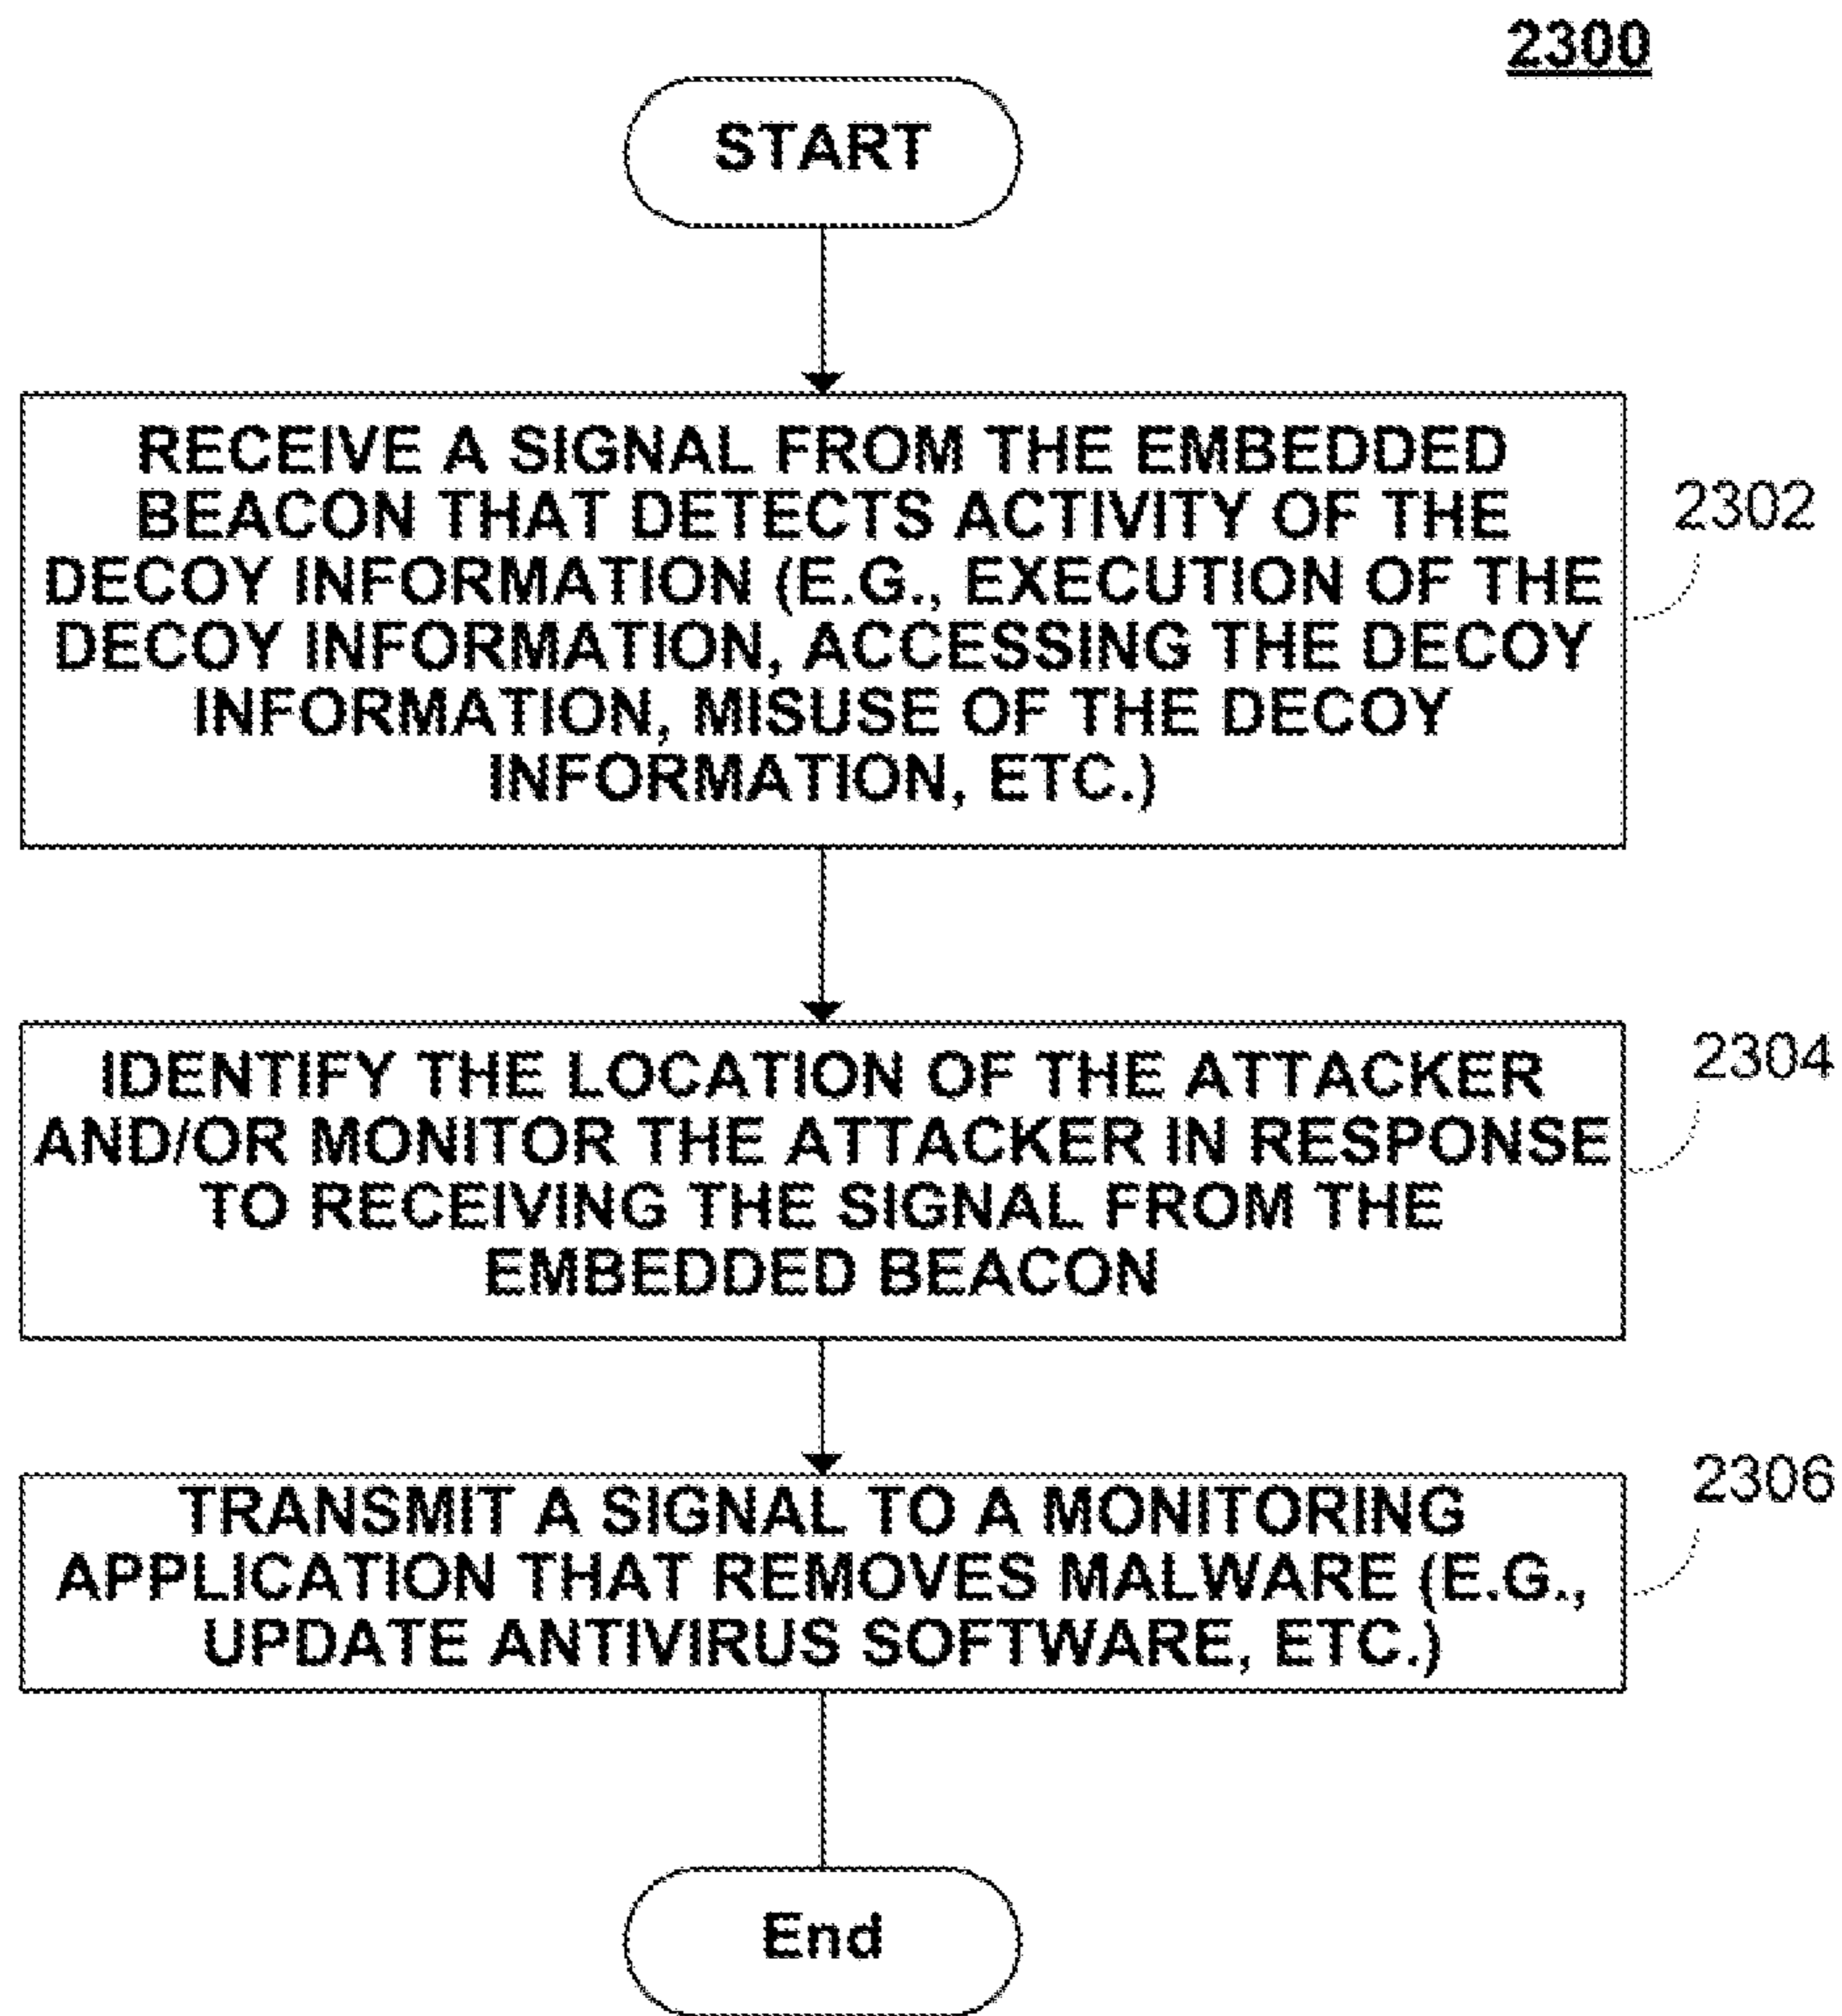 2300
START
RECEIVE A SIGNAL FROM THE EMBEDDED
BEACON THAT DETECTS ACTIVITY OF THE
DECOY INFORMATION (E.G., EXECUTION OF THE
DECOY INFORMATION, ACCESSING THE DECOY
INFORMATION, MISUSE OF THE DECOY
INFORMATION, ETC.)
2302
IDENTIFY THE LOCATION OF THE ATTACKER
AND/OR MONITOR THE ATTACKER IN RESPONSE
TO RECEIVING THE SIGNAL FROM THE
EMBEDDED BEACON
2304
TRANSMIT A SIGNAL TO A MONITORING
APPLICATION THAT REMOVES MALWARE (E.G.,
UPDATE ANTIVIRUS SOFTWARE, ETC.)
2306
End